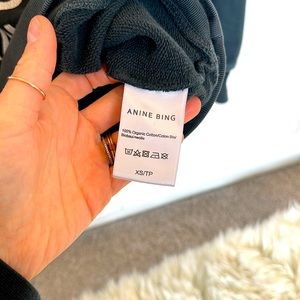 ANINE BING
100% Organic Cotton/Coton Bio/
XS/TP